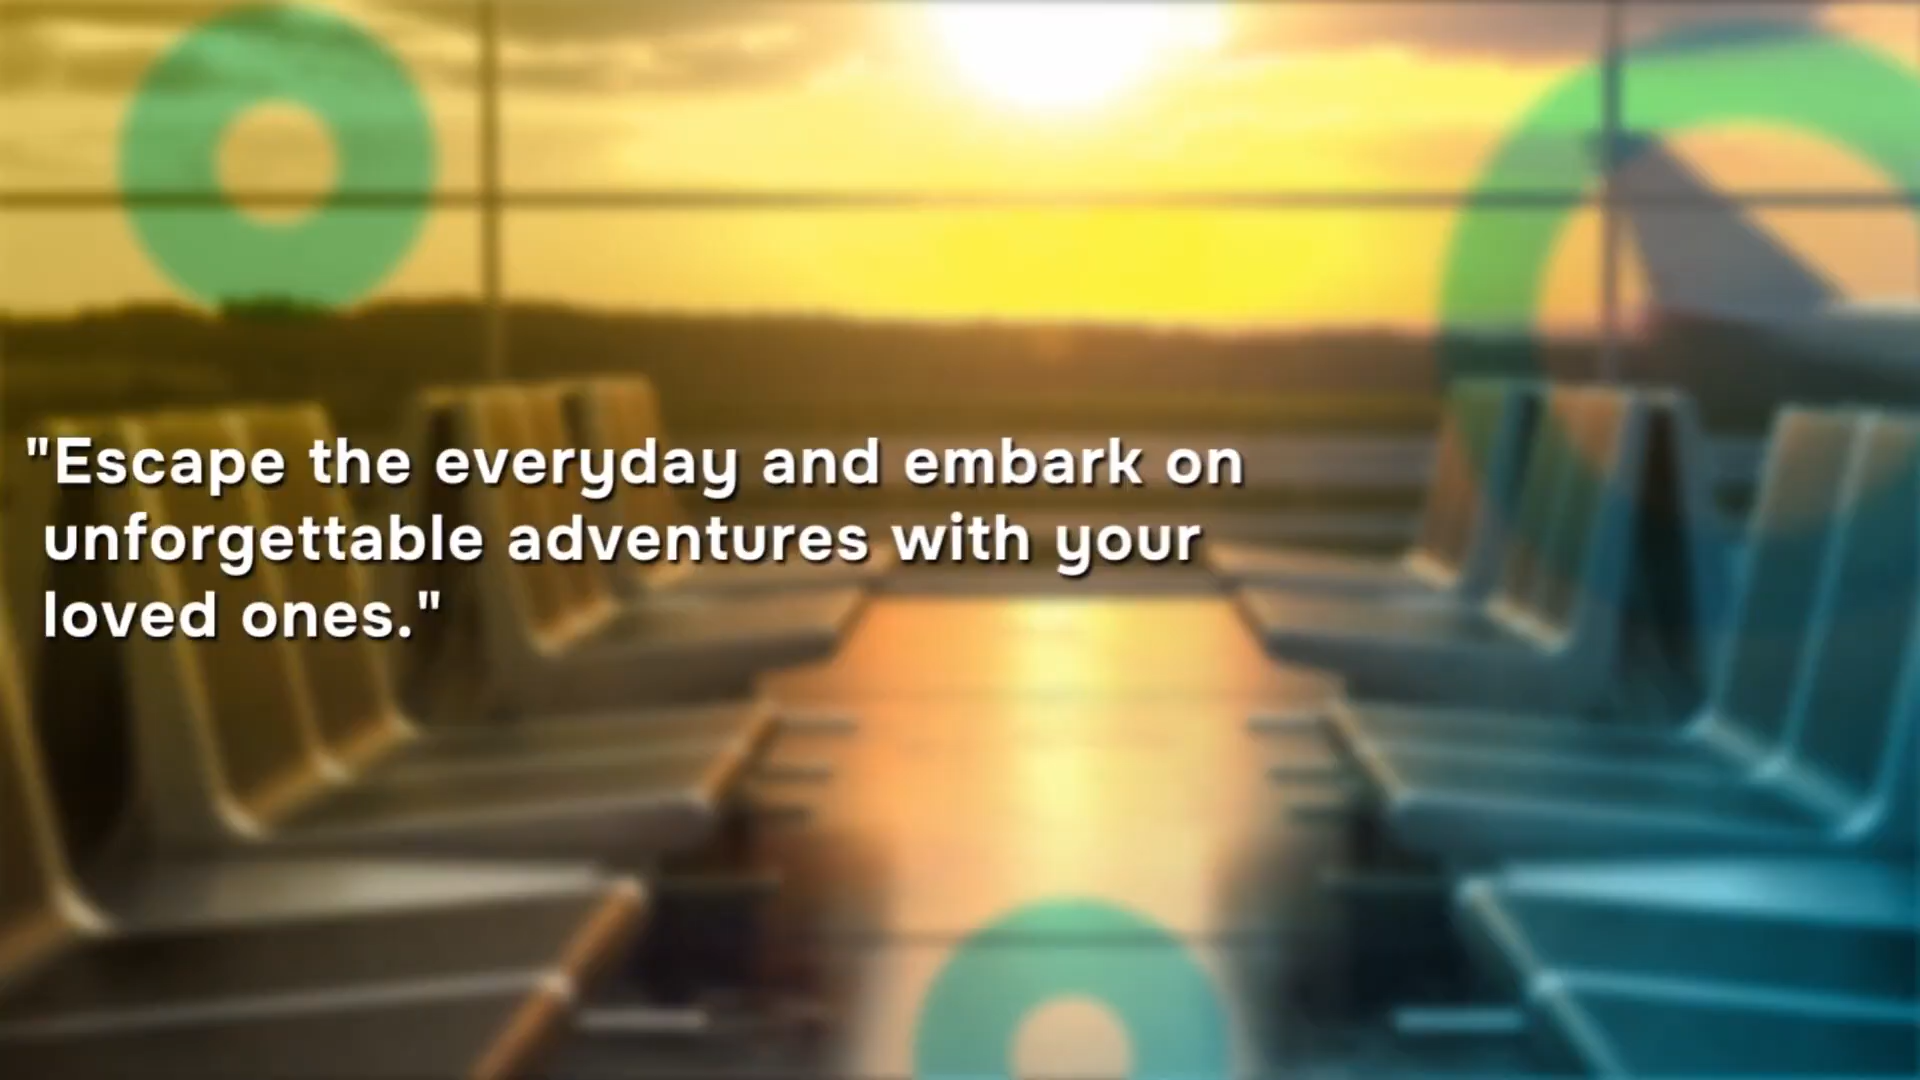 "Escape the everyday and embark on
unforgettable adventures with your
loved ones."